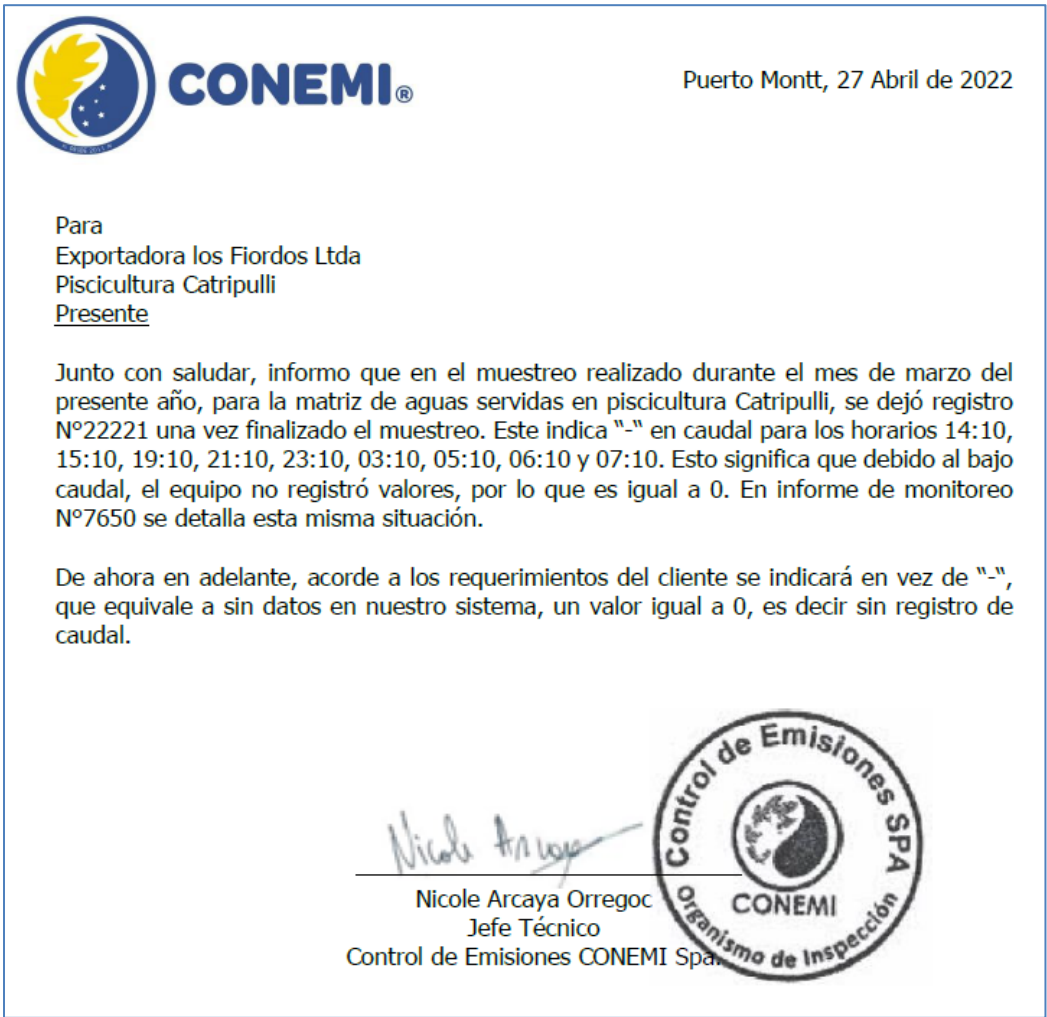 CONEMI®
Puerto Montt, 27 Abril de 2022
Para
Exportadora los Fiordos Ltda
Piscicultura Catripulli
Presente
Junto con saludar, informo que en el muestreo realizado durante el mes de marzo del
presente año, para la matriz de aguas servidas en piscicultura Catripulli, se dejó registro
N°22221 una vez finalizado el muestreo. Este indica “-“ en caudal para los horarios 14:10,
15:10, 19:10, 21:10, 23:10, 03:10, 05:10, 06:10 y 07:10. Esto significa que debido al bajo
caudal, el equipo no registró valores, por lo que es igual a 0. En informe de monitoreo
N°7650 se detalla esta misma situación.
De ahora en adelante, acorde a los requerimientos del cliente se indicará en vez de “-“,
que equivale a sin datos en nuestro sistema, un valor igual a 0, es decir sin registro de
caudal.
Nicole Arcaya
Nicole Arcaya Orregoc
Jefe Técnico
Control de Emisiones CONEMI Spa.
Control de Emisiones SPA
CONEMI
Organismo de Inspección